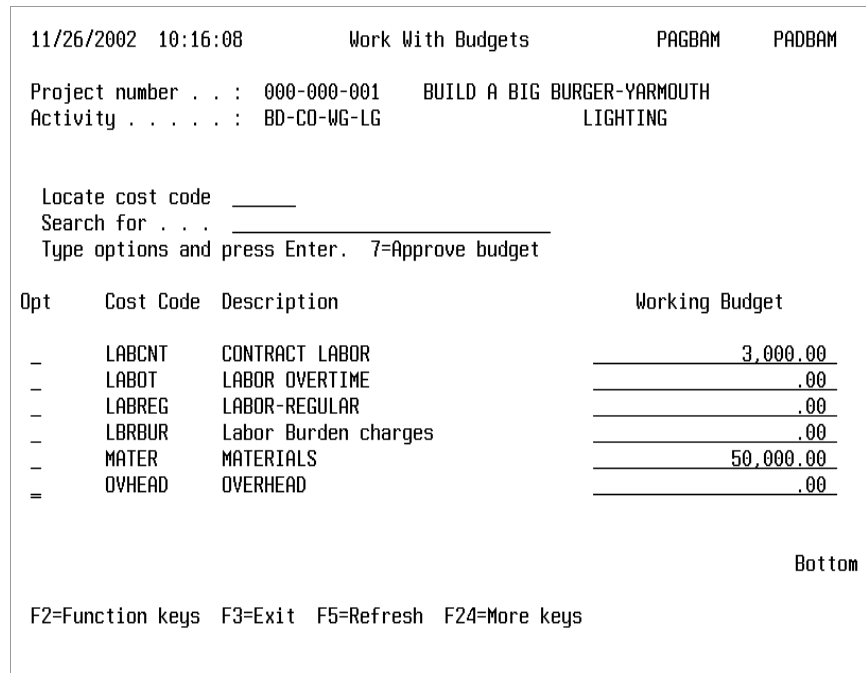 11/26/2002 10:16:08 Work With Budgets PAGBAM PADBAM
Project number . . : 000-000-001 BUILD A BIG BURGER-YARMOUTH
Activity . . . . . : BD-CO-WG-LG LIGHTING
Locate cost code ______
Search for . . . ______________________________
Type options and press Enter. 7=Approve budget
Opt Cost Code Description Working Budget
_ LABCNT CONTRACT LABOR 3,000.00
_ LABOT LABOR OVERTIME .00
_ LABREG LABOR-REGULAR .00
_ LBRBUR Labor Burden charges .00
_ MATER MATERIALS 50,000.00
_ OVHEAD OVERHEAD .00
Bottom
F2=Function keys F3=Exit F5=Refresh F24=More keys